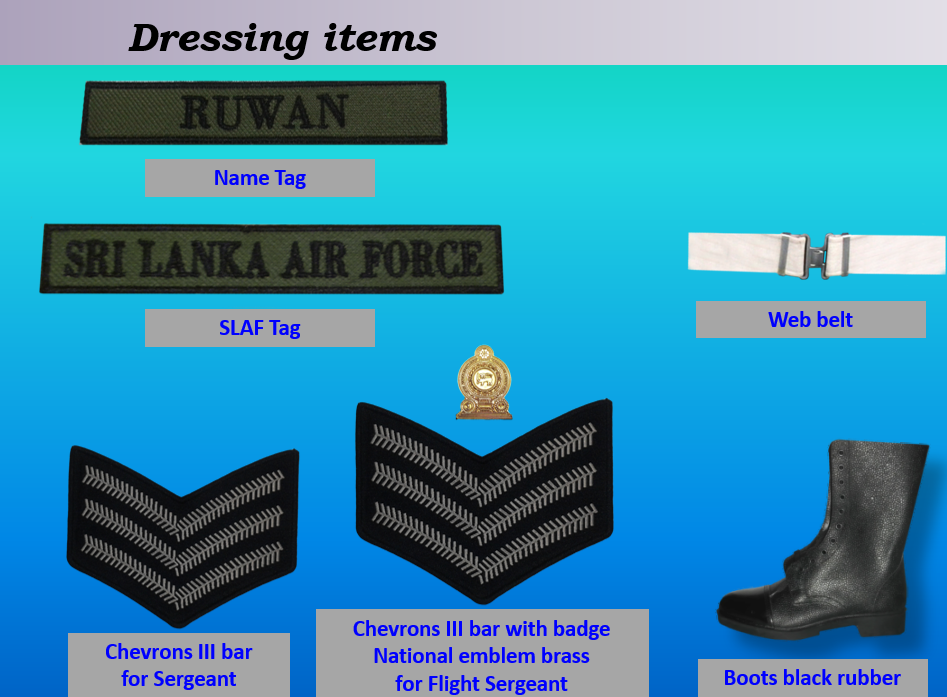 Dressing items
RUWAN
Name Tag
SRI LANKA AIR FORCE
SLAF Tag
Web belt
Chevrons III bar
for Sergeant
Chevrons III bar with badge
National emblem brass
for Flight Sergeant
Boots black rubber